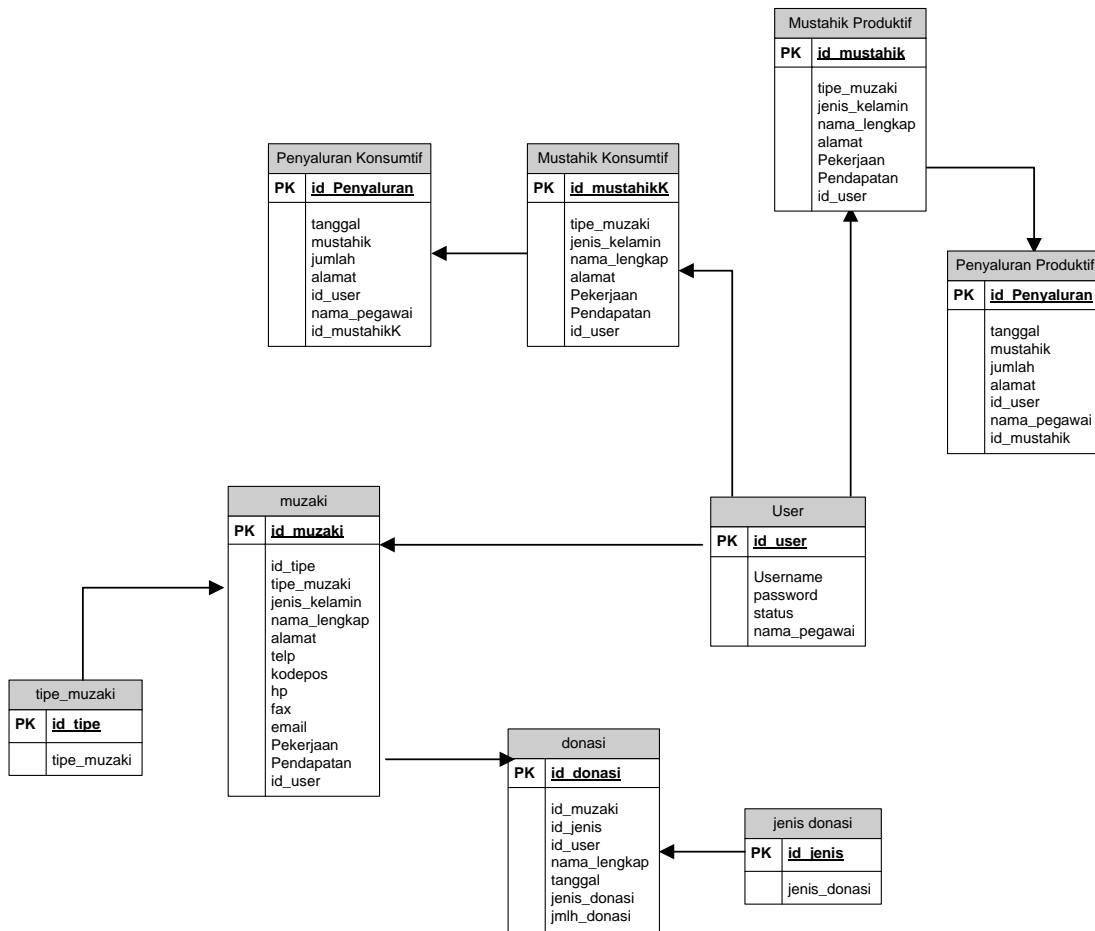 Mustahik Produktif
PK id_mustahik
tipe_muzaki
jenis_kelamin
nama_lengkap
alamat
Pekerjaan
Pendapatan
id_user
Penyaluran Konsumtif
PK id_Penyaluran
tanggal
mustahik
jumlah
alamat
id_user
nama_pegawai
id_mustahikK
Mustahik Konsumtif
PK id_mustahikK
tipe_muzaki
jenis_kelamin
nama_lengkap
alamat
Pekerjaan
Pendapatan
id_user
Penyaluran Produktif
PK id_Penyaluran
tanggal
mustahik
jumlah
alamat
id_user
nama_pegawai
id_mustahik
muzaki
PK id_muzaki
id_tipe
tipe_muzaki
jenis_kelamin
nama_lengkap
alamat
telp
kodepos
hp
fax
email
Pekerjaan
Pendapatan
id_user
User
PK id_user
Username
password
status
nama_pegawai
tipe_muzaki
PK id_tipe
tipe_muzaki
donasi
PK id_donasi
id_muzaki
id_jenis
id_user
nama_lengkap
tanggal
jenis_donasi
jmlh_donasi
jenis donasi
PK id_jenis
jenis_donasi